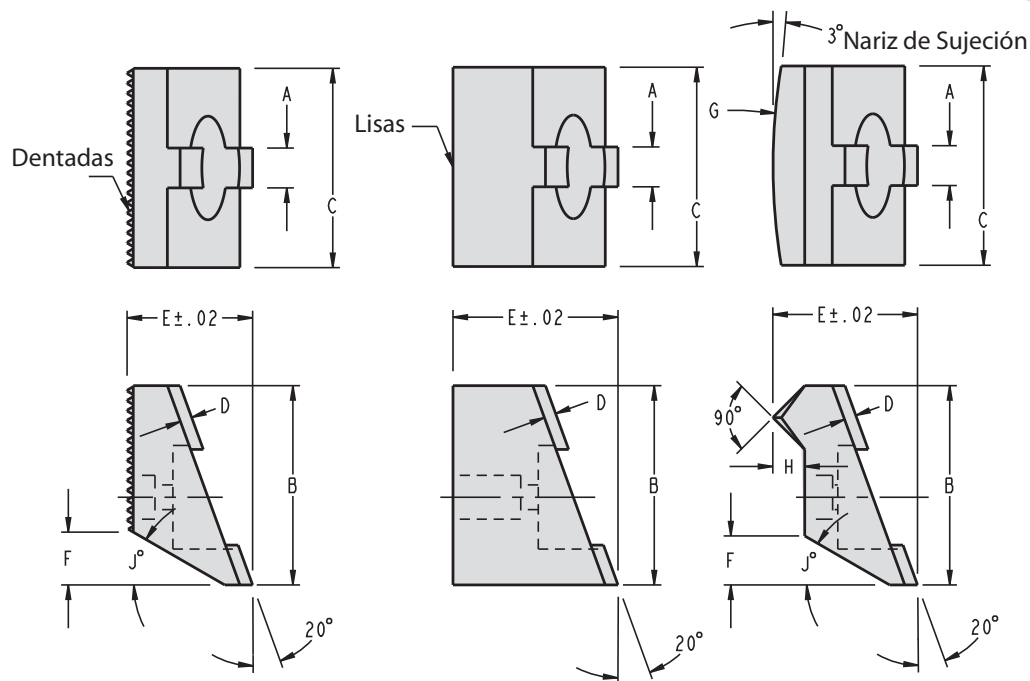 3° Nariz de Sujeción
A
A
A
G
Lisas
Dentadas
C
C
C
E±.02
E±.02
E±.02
D
D
D
90°
H
B
B
B
F
J°
F
J°
20°
20°
20°